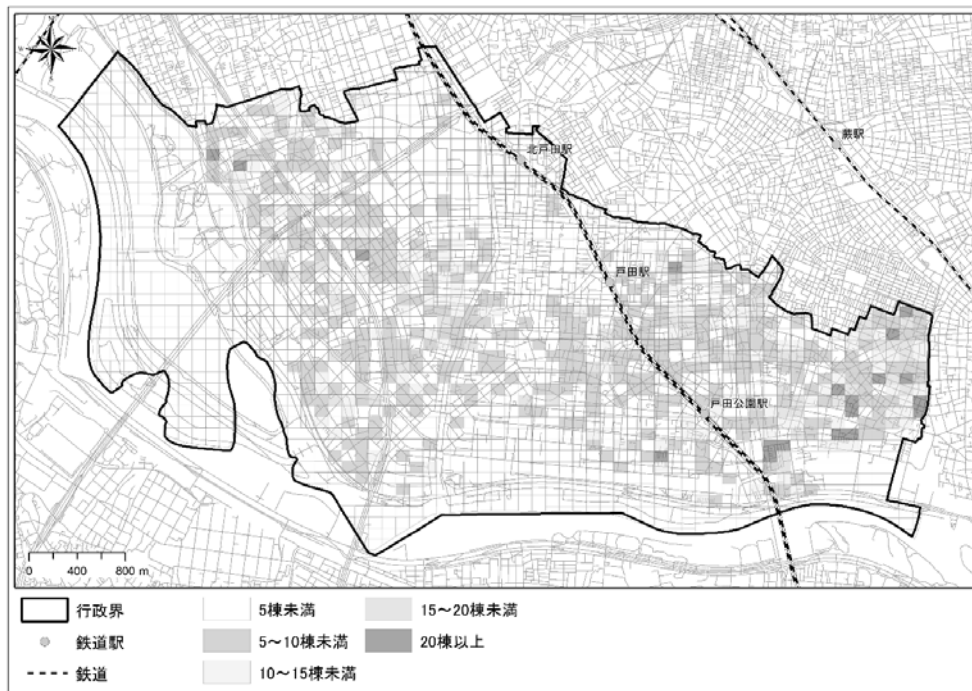 蕨駅
北戸田駅
戸田駅
戸田公園駅
0 400 800 m
行政界
鉄道駅
鉄道
5棟未満
5～10棟未満
10～15棟未満
15～20棟未満
20棟以上